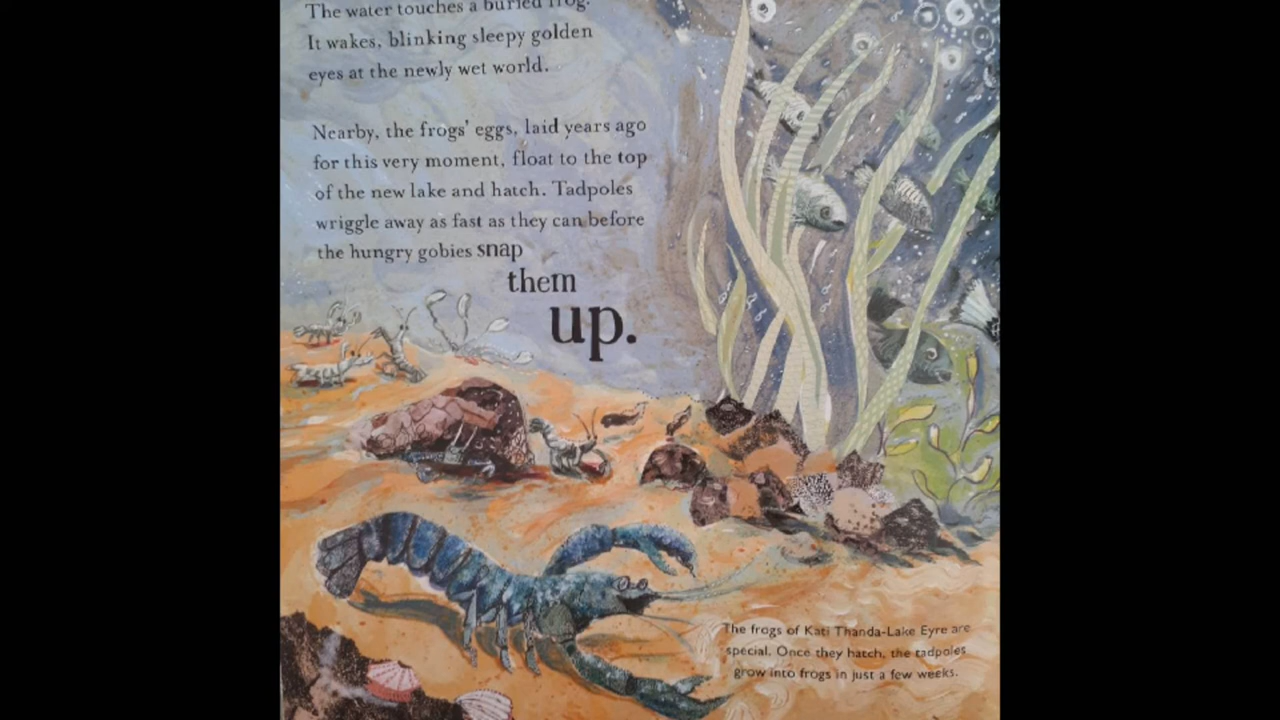 The water touches a buried frog.
It wakes, blinking sleepy golden
eyes at the newly wet world.
Nearby, the frogs' eggs, laid years ago
for this very moment, float to the top
of the new lake and hatch. Tadpoles
wriggle away as fast as they can before
the hungry gobies snap
them
up.
The frogs of Kati Thanda-Lake Eyre are
special. Once they hatch, the tadpoles
grow into frogs in just a few weeks.